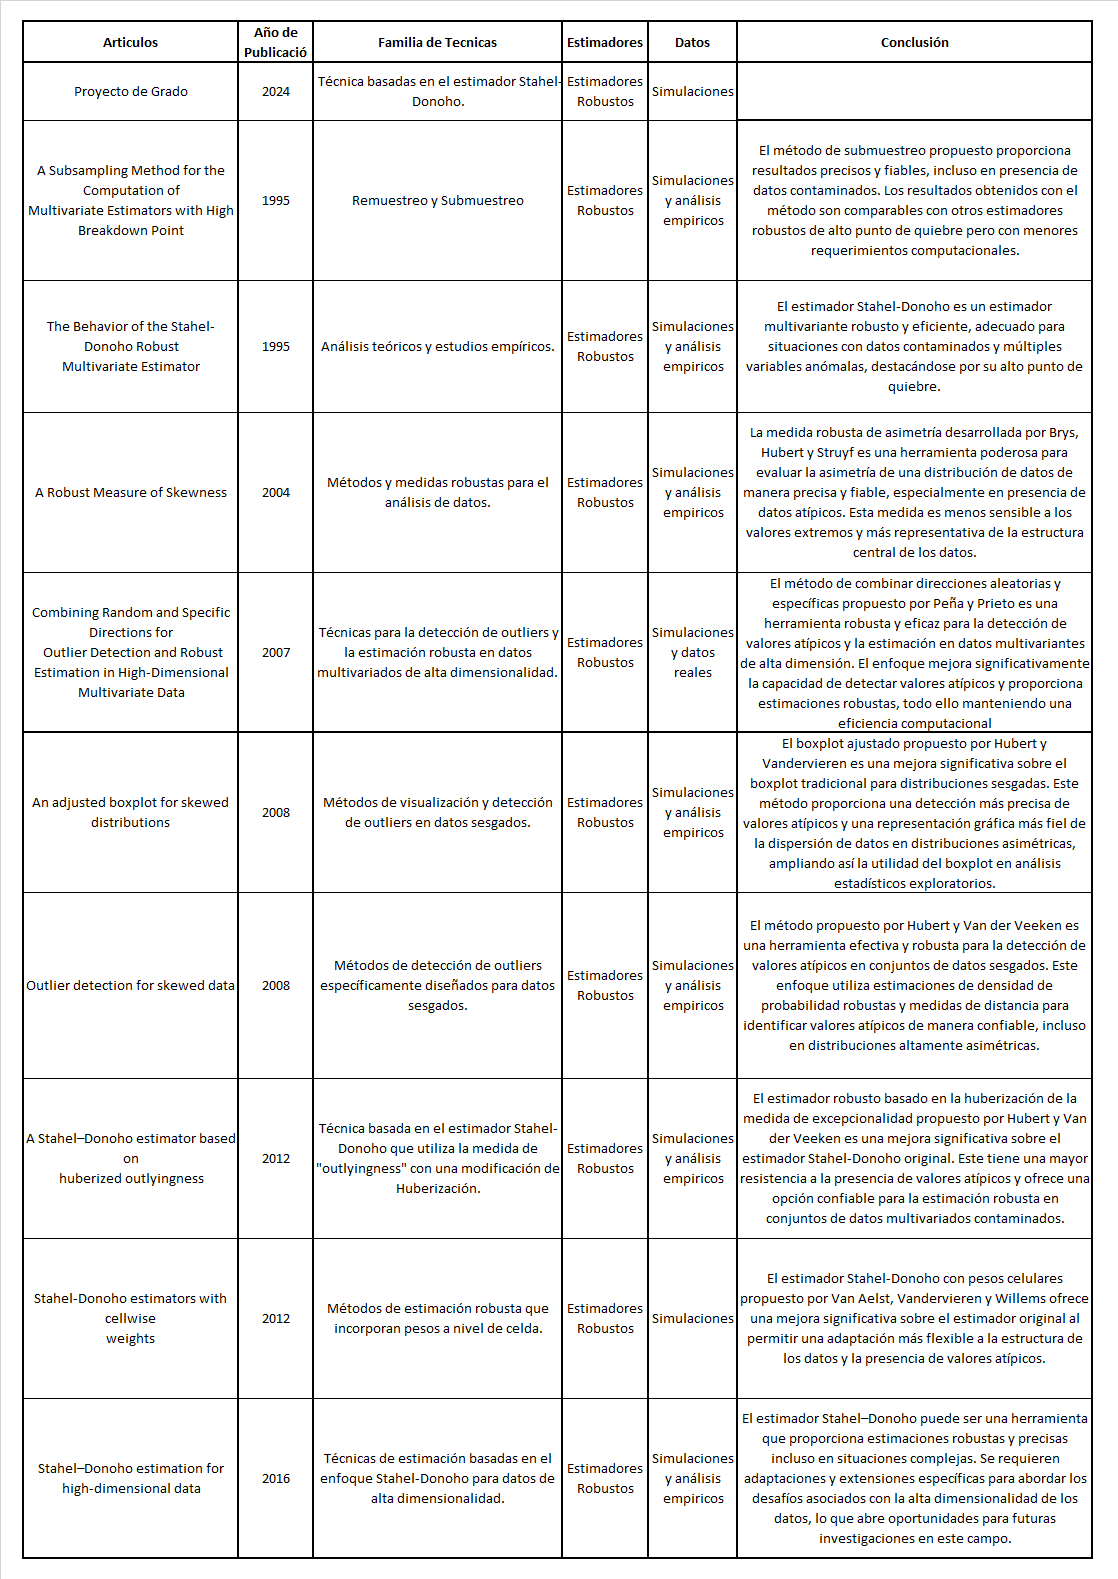 Articulos
Año de
Publicació
Familia de Tecnicas
Estimadores
Datos
Conclusión
Proyecto de Grado
2024
Técnica basadas en el estimador Stahel-
Donoho.
Estimadores
Robustos
Simulaciones
A Subsampling Method for the
Computation of
Multivariate Estimators with High
Breakdown Point
1995
Remuestreo y Submuestreo
Estimadores
Robustos
Simulaciones
y análisis
empiricos
El método de submuestreo propuesto proporciona
resultados precisos y fiables, incluso en presencia de
datos contaminados. Los resultados obtenidos con el
método son comparables con otros estimadores
robustos de alto punto de quiebre pero con menores
requerimientos computacionales.
The Behavior of the Stahel-
Donoho Robust
Multivariate Estimator
1995
Análisis teóricos y estudios empíricos.
Estimadores
Robustos
Simulaciones
y análisis
empiricos
El estimador Stahel-Donoho es un estimador
multivariante robusto y eficiente, adecuado para
situaciones con datos contaminados y múltiples
variables anómalas, destacándose por su alto punto de
quiebre.
A Robust Measure of Skewness
2004
Métodos y medidas robustas para el
análisis de datos.
Estimadores
Robustos
Simulaciones
y análisis
empiricos
La medida robusta de asimetría desarrollada por Brys,
Hubert y Struyf es una herramienta poderosa para
evaluar la asimetría de una distribución de datos de
manera precisa y fiable, especialmente en presencia de
datos atípicos. Esta medida es menos sensible a los
valores extremos y más representativa de la estructura
central de los datos.
Combining Random and Specific
Directions for
Outlier Detection and Robust
Estimation in High-Dimensional
Multivariate Data
2007
Técnicas para la detección de outliers y
la estimación robusta en datos
multivariados de alta dimensionalidad.
Estimadores
Robustos
Simulaciones
y datos
reales
El método de combinar direcciones aleatorias y
específicas propuesto por Peña y Prieto es una
herramienta robusta y eficaz para la detección de
valores atípicos y la estimación en datos multivariantes
de alta dimensión. El enfoque mejora significativamente
la capacidad de detectar valores atípicos y proporciona
estimaciones robustas, todo ello manteniendo una
eficiencia computacional
An adjusted boxplot for skewed
distributions
2008
Métodos de visualización y detección
de outliers en datos sesgados.
Estimadores
Robustos
Simulaciones
y análisis
empiricos
El boxplot ajustado propuesto por Hubert y
Vandervieren es una mejora significativa sobre el
boxplot tradicional para distribuciones sesgadas. Este
método proporciona una detección más precisa de
valores atípicos y una representación gráfica más fiel de
la dispersión de datos en distribuciones asimétricas,
ampliando así la utilidad del boxplot en análisis
estadísticos exploratorios.
Outlier detection for skewed data
2008
Métodos de detección de outliers
específicamente diseñados para datos
sesgados.
Estimadores
Robustos
Simulaciones
y análisis
empiricos
El método propuesto por Hubert y Van der Veeken es
una herramienta efectiva y robusta para la detección de
valores atípicos en conjuntos de datos sesgados. Este
enfoque utiliza estimaciones de densidad de
probabilidad robustas y medidas de distancia para
identificar valores atípicos de manera confiable, incluso
en distribuciones altamente asimétricas.
A Stahel–Donoho estimator based
on
huberized outlyingness
2012
Técnica basada en el estimador Stahel-
Donoho que utiliza la medida de
"outlyingness" con una modificación de
Huberización.
Estimadores
Robustos
Simulaciones
y análisis
empiricos
El estimador robusto basado en la huberización de la
medida de excepcionalidad propuesto por Hubert y Van
der Veeken es una mejora significativa sobre el
estimador Stahel-Donoho original. Este tiene una mayor
resistencia a la presencia de valores atípicos y ofrece una
opción confiable para la estimación robusta en
conjuntos de datos multivariados contaminados.
Stahel-Donoho estimators with
cellwise
weights
2012
Métodos de estimación robusta que
incorporan pesos a nivel de celda.
Estimadores
Robustos
Simulaciones
El estimador Stahel-Donoho con pesos celulares
propuesto por Van Aelst, Vandervieren y Willems ofrece
una mejora significativa sobre el estimador original al
permitir una adaptación más flexible a la estructura de
los datos y la presencia de valores atípicos.
Stahel–Donoho estimation for
high-dimensional data
2016
Técnicas de estimación basadas en el
enfoque Stahel-Donoho para datos de
alta dimensionalidad.
Estimadores
Robustos
Simulaciones
y análisis
empiricos
El estimador Stahel–Donoho puede ser una herramienta
que proporciona estimaciones robustas y precisas
incluso en situaciones complejas. Se requieren
adaptaciones y extensiones específicas para abordar los
desafíos asociados con la alta dimensionalidad de los
datos, lo que abre oportunidades para futuras
investigaciones en este campo.